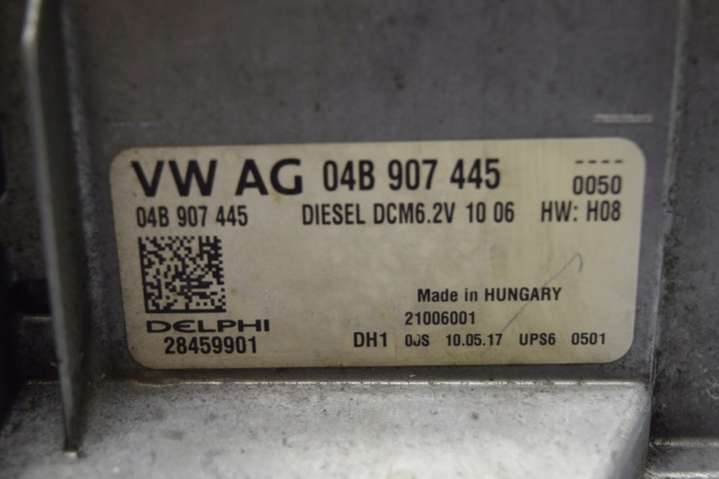 VW AG 04B 907 445
----
0050
04B 907 445 DIESEL DCM6.2V 10 06 HW: H08
Made in HUNGARY
DELPHI
28459901
21006001
DH1 10.05.17 UPS6 0501